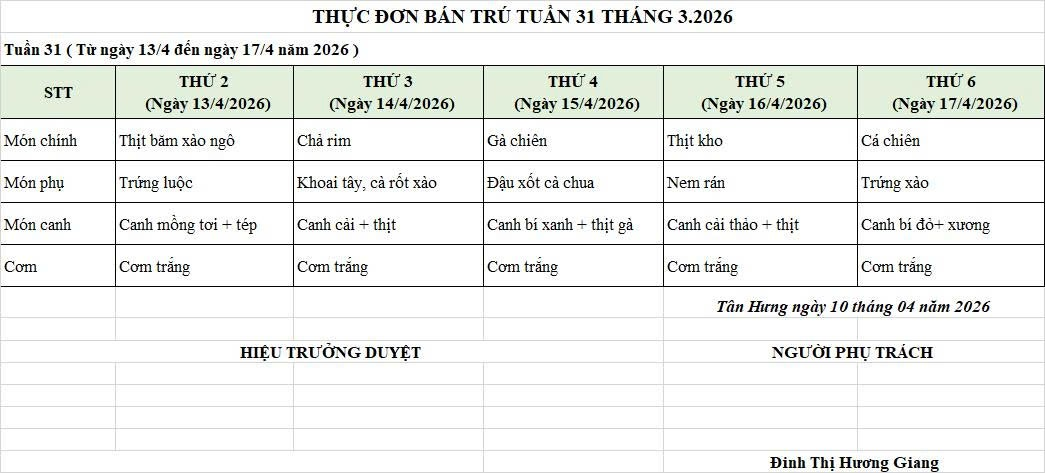 THỰC ĐƠN BÁN TRÚ TUẦN 31 THÁNG 3.2026
Tuần 31 ( Từ ngày 13/4 đến ngày 17/4 năm 2026 )
STT THỨ 2 (Ngày 13/4/2026) THỨ 3 (Ngày 14/4/2026) THỨ 4 (Ngày 15/4/2026) THỨ 5 (Ngày 16/4/2026) THỨ 6 (Ngày 17/4/2026)
Món chính Thịt băm xào ngô Chả rim Gà chiên Thịt kho Cá chiên
Món phụ Trứng luộc Khoai tây, cà rốt xào Đậu xốt cà chua Nem rán Trứng xào
Món canh Canh mồng tơi + tép Canh cải + thịt Canh bí xanh + thịt gà Canh cải thảo + thịt Canh bí đỏ+ xương
Cơm Cơm trắng Cơm trắng Cơm trắng Cơm trắng Cơm trắng
Tân Hưng ngày 10 tháng 04 năm 2026
HIỆU TRƯỞNG DUYỆT NGƯỜI PHỤ TRÁCH
Đinh Thị Hương Giang